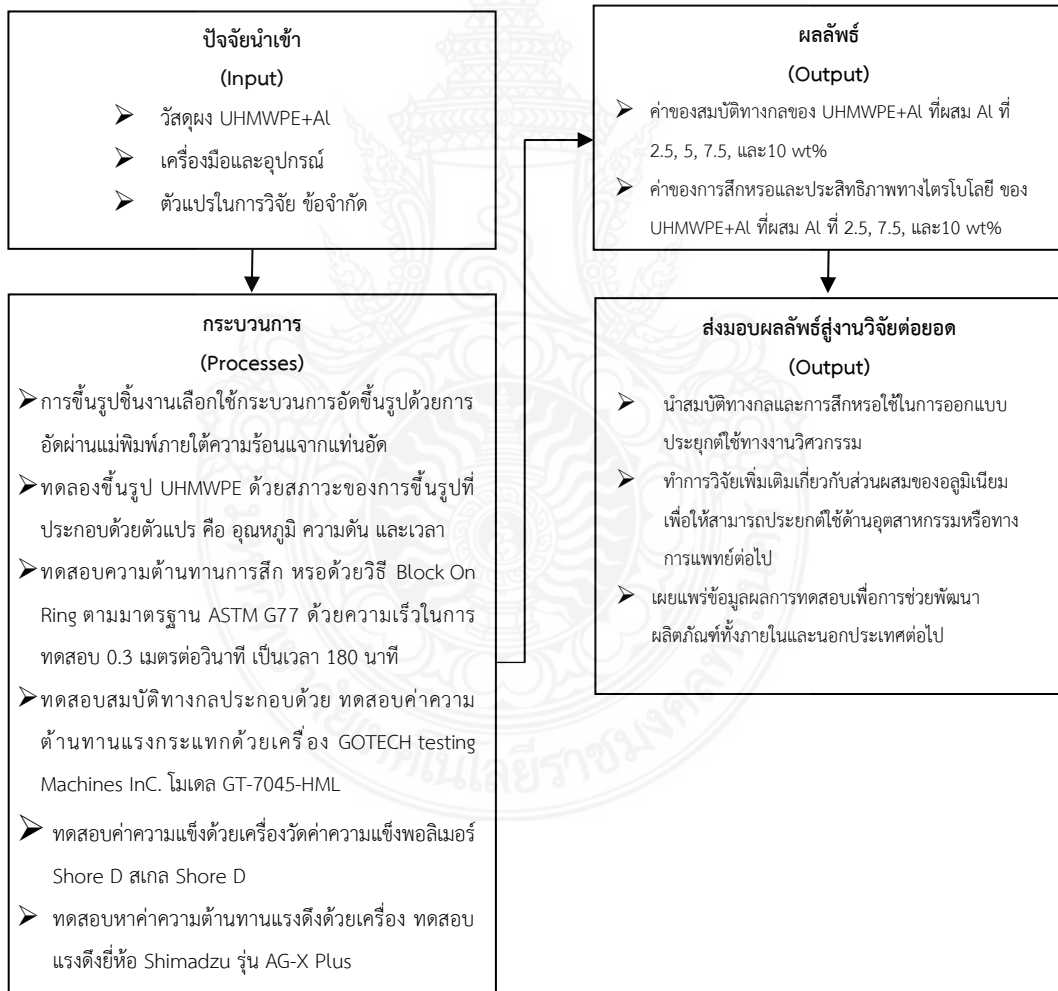 ปัจจัยนำเข้า
(Input)
➢ วัสดุผง UHMWPE+Al
➢ เครื่องมือและอุปกรณ์
➢ ตัวแปรในการวิจัย ข้อจำกัด
กระบวนการ
(Processes)
➢การขึ้นรูปชิ้นงานเลือกใช้กระบวนการอัดขึ้นรูปด้วยการ
อัดผ่านแม่พิมพ์ภายใต้ความร้อนแจากแท่นอัด
➢ทดลองขึ้นรูป UHMWPE ด้วยสภาวะของการขึ้นรูปที่
ประกอบด้วยตัวแปร คือ อุณหภูมิ ความดัน และเวลา
➢ทดสอบความต้านทานการสึก หรอด้วยวิธี Block On
Ring ตามมาตรฐาน ASTM G77 ด้วยความเร็วในการ
ทดสอบ 0.3 เมตรต่อวินาที เป็นเวลา 180 นาที
➢ทดสอบสมบัติทางกลประกอบด้วย ทดสอบค่าความ
ต้านทานแรงกระแทกด้วยเครื่อง GOTECH testing
Machines InC. โมเดล GT-7045-HML
➢ ทดสอบค่าความแข็งด้วยเครื่องวัดค่าความแข็งพอลิเมอร์
Shore D สเกล Shore D
➢ ทดสอบหาค่าความต้านทานแรงดึงด้วยเครื่อง ทดสอบ
แรงดึงยี่ห้อ Shimadzu รุ่น AG-X Plus
ผลลัพธ์
(Output)
➢ ค่าของสมบัติทางกลของ UHMWPE+Al ที่ผสม Al ที่
2.5, 5, 7.5, และ10 wt%
➢ ค่าของการสึกหรอและประสิทธิภาพทางไตรโบโลยี ของ
UHMWPE+Al ที่ผสม Al ที่ 2.5, 7.5, และ10 wt%
ส่งมอบผลลัพธ์สู่งานวิจัยต่อยอด
(Output)
➢ นำสมบัติทางกลและการสึกหรอใช้ในการออกแบบ
ประยุกต์ใช้ทางงานวิศวกรรม
➢ ทำการวิจัยเพิ่มเติมเกี่ยวกับส่วนผสมของอลูมิเนียม
เพื่อให้สามารถประยุกต์ใช้ด้านอุตสาหกรรมหรือทาง
การแพทย์ต่อไป
➢ เผยแพร่ข้อมูลผลการทดสอบเพื่อการช่วยพัฒนา
ผลิตภัณฑ์ทั้งภายในและนอกประเทศต่อไป